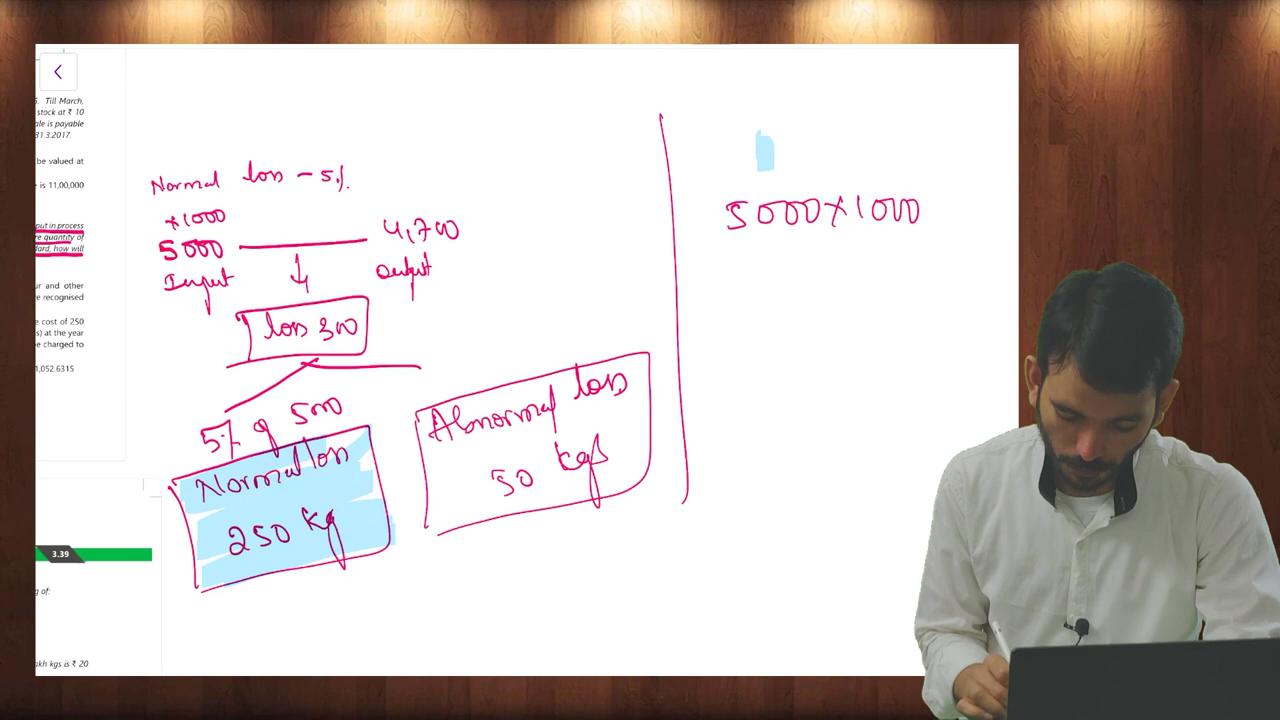 5. Till March,
stock at ₹ 10
ale is payable
31.3.2017.
be valued at
e is 11,00,000
put in process
re quantity of
dard, how will
ur and other
re recognised
e cost of 250
s) at the year
be charged to
1,052.6315
3.39
g of:
akh kgs is ₹ 20
Normal loss – 5%
×1000
5000
Input
4,700
Output
loss 300
5% of 5000
Normal loss
250 kg
Abnormal loss
50 kgs
5000×1000